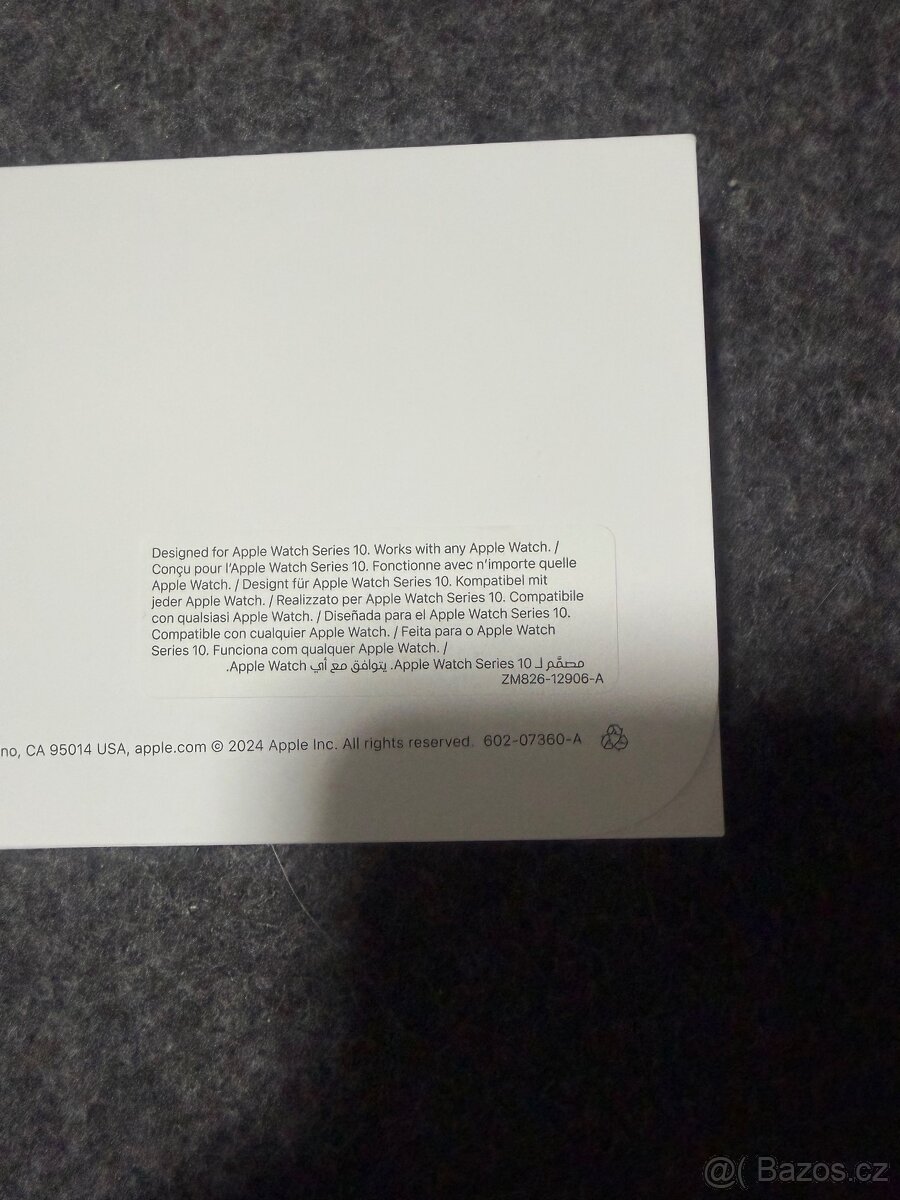 Designed for Apple Watch Series 10. Works with any Apple Watch. /
Conçu pour l'Apple Watch Series 10. Fonctionne avec n'importe quelle
Apple Watch. / Designt für Apple Watch Series 10. Kompatibel mit
jeder Apple Watch. / Realizzato per Apple Watch Series 10. Compatibile
con qualsiasi Apple Watch. / Diseñada para el Apple Watch Series 10.
Compatible con cualquier Apple Watch. / Feita para o Apple Watch
Series 10. Funciona com qualquer Apple Watch. /
مصمَّم لـ Apple Watch Series 10. يتوافق مع أي Apple Watch.
ZM826-12906-A
no, CA 95014 USA, apple.com © 2024 Apple Inc. All rights reserved. 602-07360-A
@( Bazos.cz